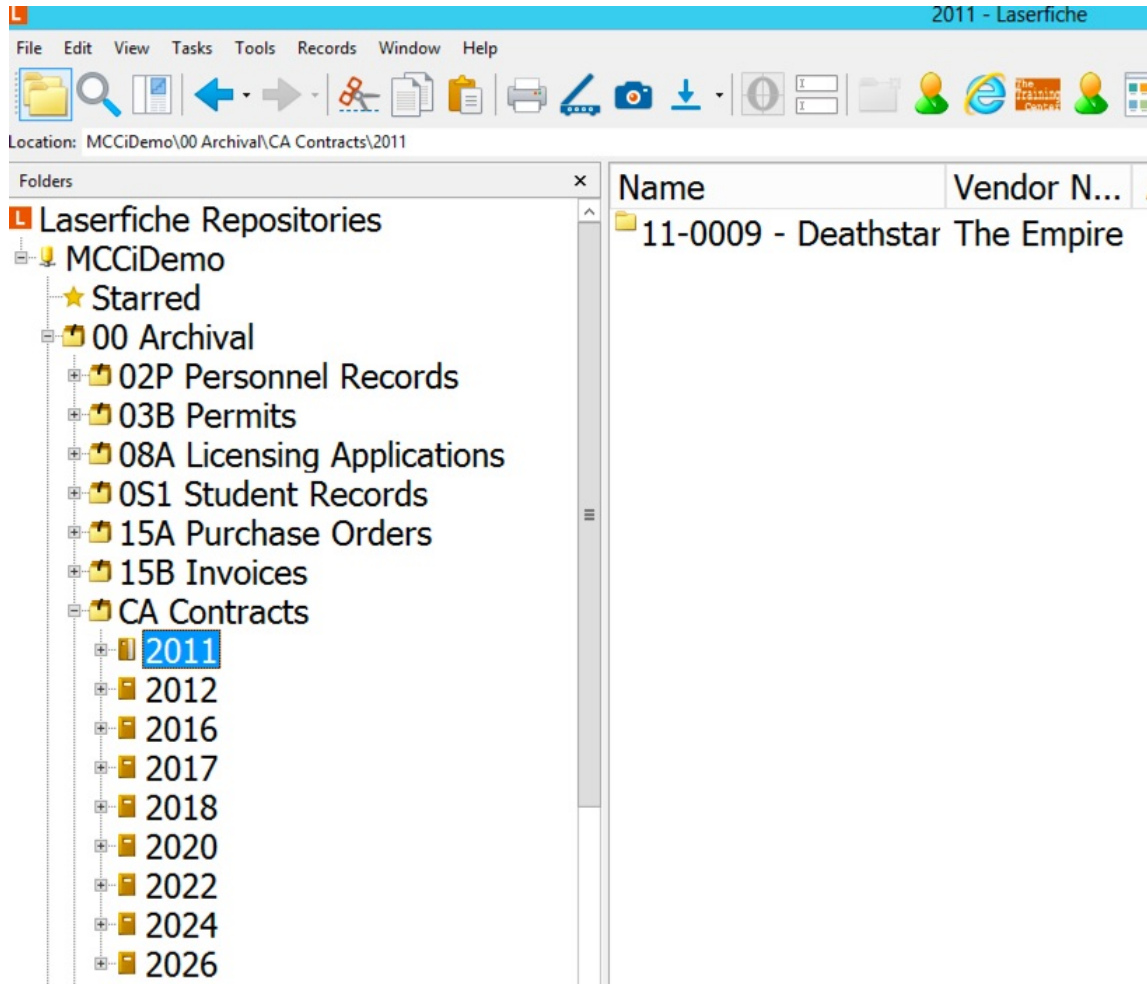 2011 - Laserfiche
File Edit View Tasks Tools Records Window Help
The Training Center
Location: MCCiDemo\00 Archival\CA Contracts\2011
Folders
Laserfiche Repositories
MCCiDemo
Starred
00 Archival
02P Personnel Records
03B Permits
08A Licensing Applications
0S1 Student Records
15A Purchase Orders
15B Invoices
CA Contracts
2011
2012
2016
2017
2018
2020
2022
2024
2026
Name Vendor N...
11-0009 - Deathstar The Empire